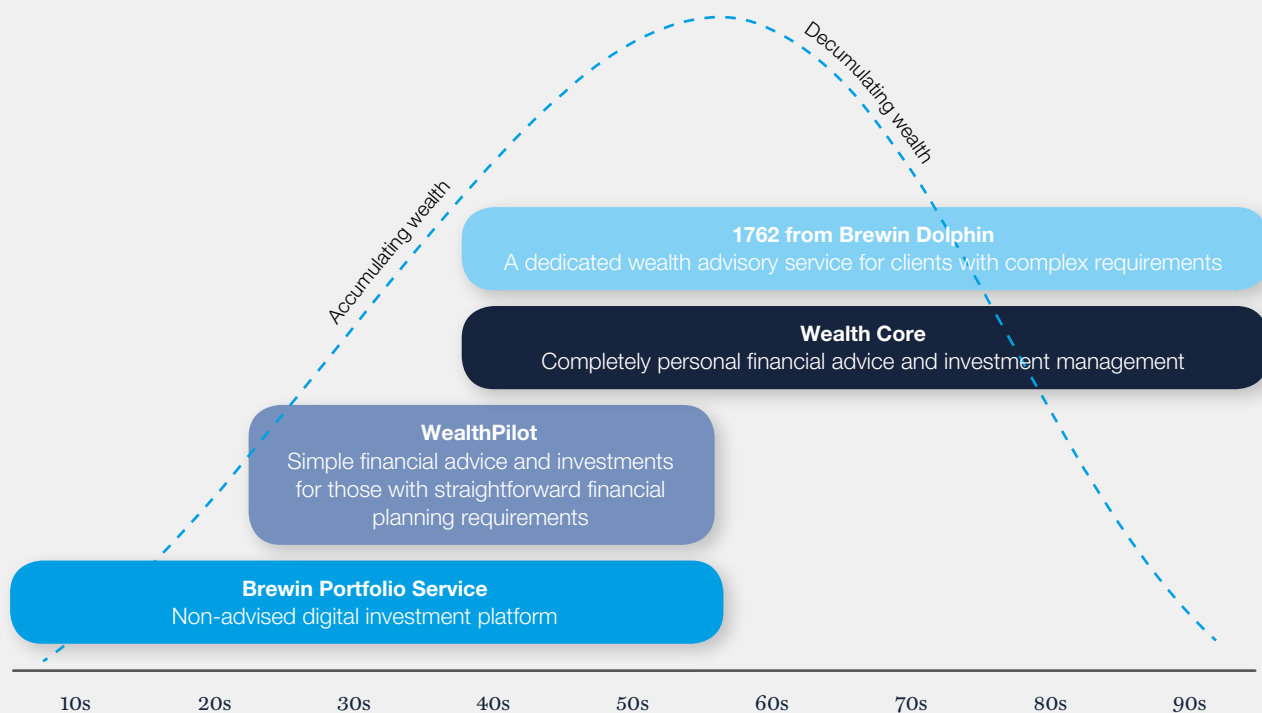 Decumulating wealth
Accumulating wealth
1762 from Brewin Dolphin
A dedicated wealth advisory service for clients with complex requirements
Wealth Core
Completely personal financial advice and investment management
WealthPilot
Simple financial advice and investments
for those with straightforward financial
planning requirements
Brewin Portfolio Service
Non-advised digital investment platform
10s 20s 30s 40s 50s 60s 70s 80s 90s